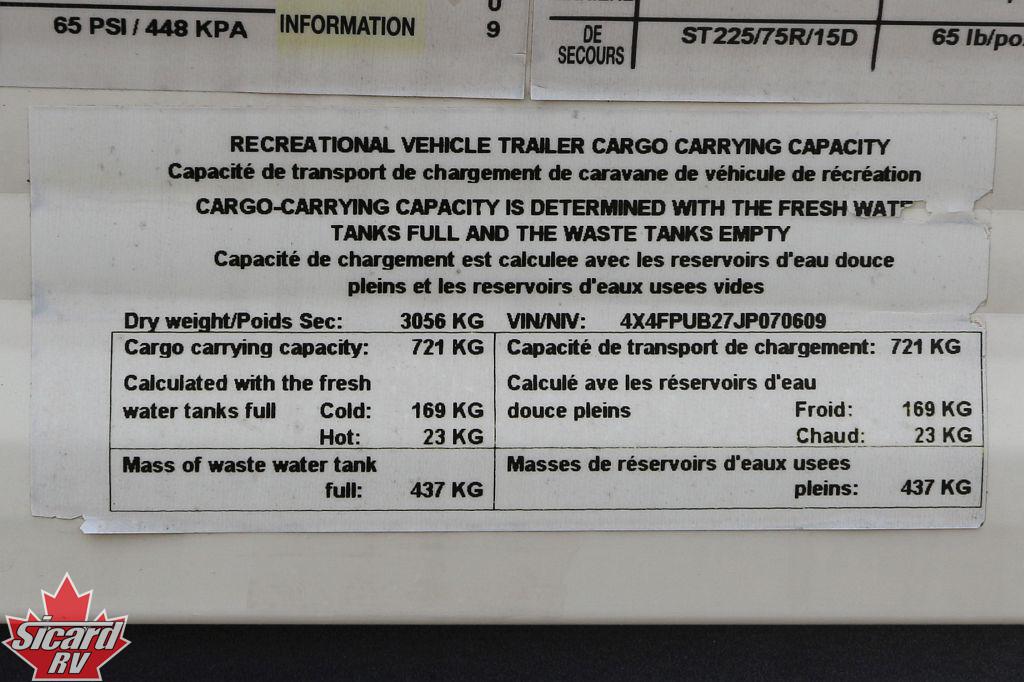 65 PSI / 448 KPA
INFORMATION
9
DE
SECOURS
ST225/75R/15D
65 lb/po
RECREATIONAL VEHICLE TRAILER CARGO CARRYING CAPACITY
Capacité de transport de chargement de caravane de véhicule de récréation
CARGO-CARRYING CAPACITY IS DETERMINED WITH THE FRESH WATE
TANKS FULL AND THE WASTE TANKS EMPTY
Capacité de chargement est calculee avec les reservoirs d'eau douce
pleins et les reservoirs d'eaux usees vides
Dry weight/Poids Sec: 3056 KG VIN/NIV: 4X4FPUB27JP070609
Cargo carrying capacity: 721 KG Capacité de transport de chargement: 721 KG
Calculated with the fresh Calculé ave les réservoirs d'eau
water tanks full Cold: 169 KG douce pleins Froid: 169 KG
Hot: 23 KG Chaud: 23 KG
Mass of waste water tank Masses de réservoirs d'eaux usees
full: 437 KG pleins: 437 KG
Sicard
RV